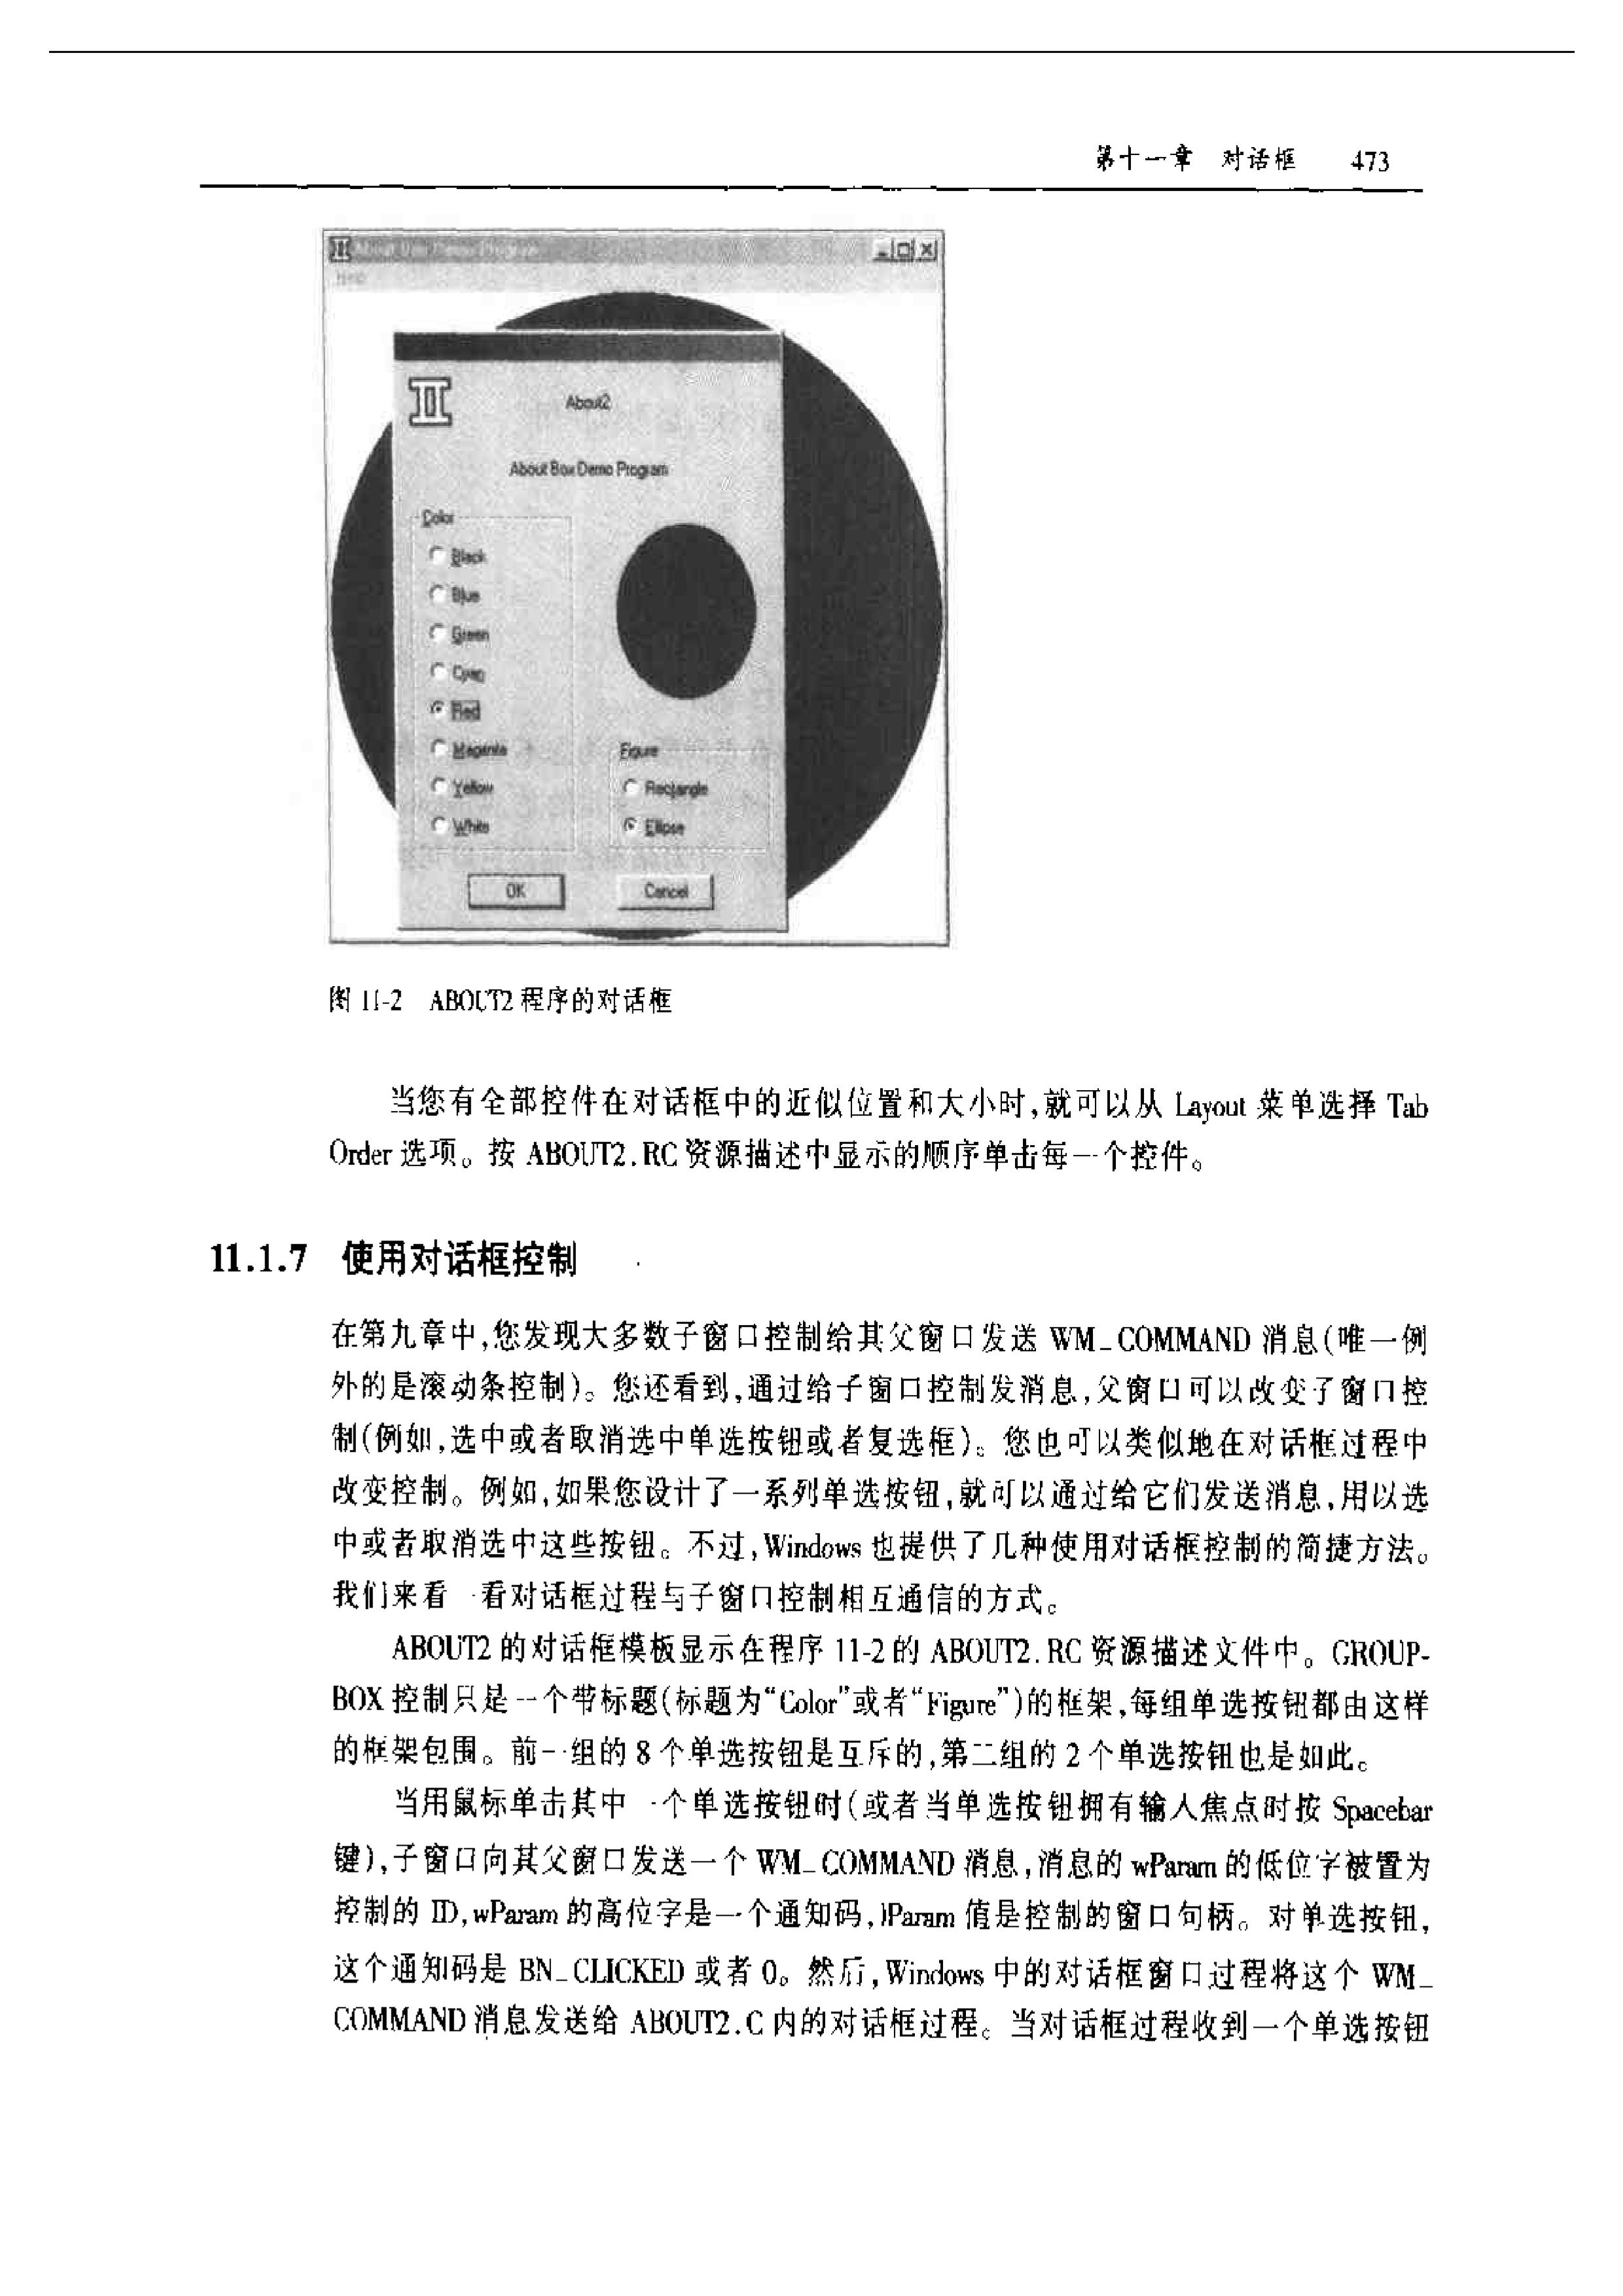 第十一章 对话框 473
About2
About Box Demo Program
Color
Black
Blue
Green
Cyan
Red
Magenta
Yellow
White
Figure
Rectangle
Ellipse
OK
Cancel
图 11-2 ABOUT2 程序的对话框
当您有全部控件在对话框中的近似位置和大小时,就可以从 Layout 菜单选择 Tab
Order 选项。按 ABOUT2.RC 资源描述中显示的顺序单击每一个控件。
11.1.7 使用对话框控制
在第九章中,您发现大多数子窗口控制给其父窗口发送 WM_COMMAND 消息(唯一例
外的是滚动条控制)。您还看到,通过给子窗口控制发消息,父窗口可以改变子窗口控
制(例如,选中或者取消选中单选按钮或者复选框)。您也可以类似地在对话框过程中
改变控制。例如,如果您设计了一系列单选按钮,就可以通过给它们发送消息,用以选
中或者取消选中这些按钮。不过,Windows 也提供了几种使用对话框控制的简捷方法。
我们来看一看对话框过程与子窗口控制相互通信的方式。
ABOUT2 的对话框模板显示在程序 11-2 的 ABOUT2.RC 资源描述文件中。GROUP-
BOX 控制只是一个带标题(标题为“Color”或者“Figure”)的框架,每组单选按钮都由这样
的框架包围。前一组的 8 个单选按钮是互斥的,第二组的 2 个单选按钮也是如此。
当用鼠标单击其中一个单选按钮时(或者当单选按钮拥有输入焦点时按 Spacebar
键),子窗口向其父窗口发送一个 WM_COMMAND 消息,消息的 wParam 的低位字被置为
控制的 ID,wParam 的高位字是一个通知码,lParam 值是控制的窗口句柄。对单选按钮,
这个通知码是 BN_CLICKED 或者 0。然后,Windows 中的对话框窗口过程将这个 WM_
COMMAND 消息发送给 ABOUT2.C 内的对话框过程。当对话框过程收到一个单选按钮